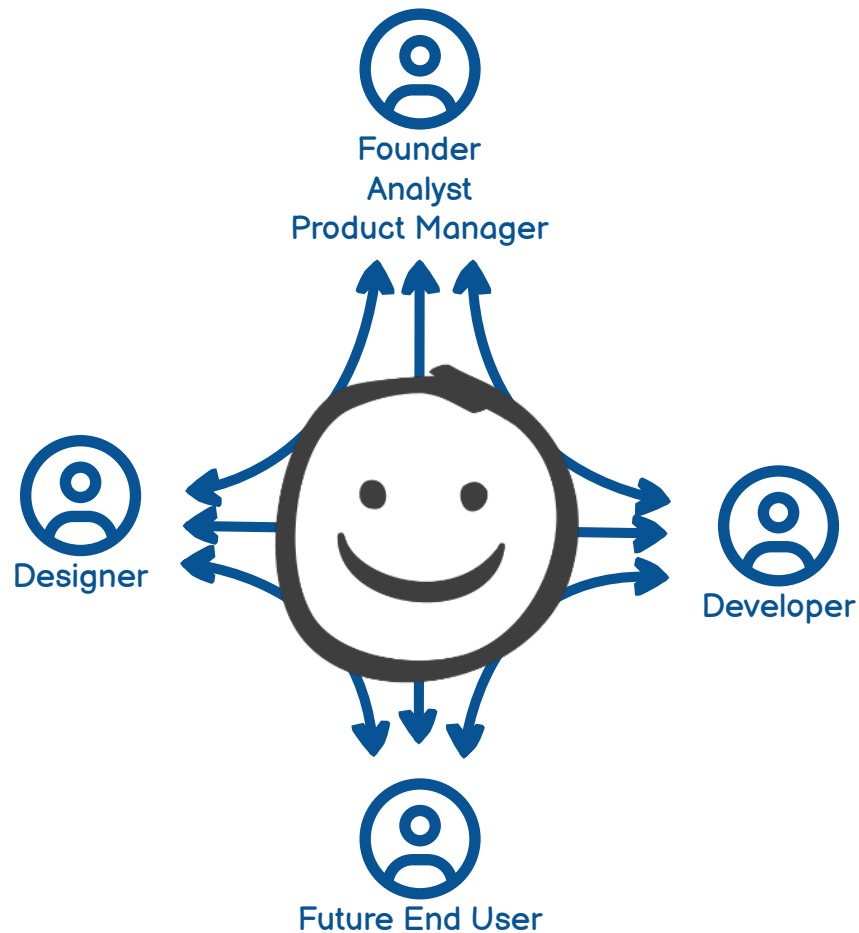 Founder
Analyst
Product Manager
Designer
Developer
Future End User